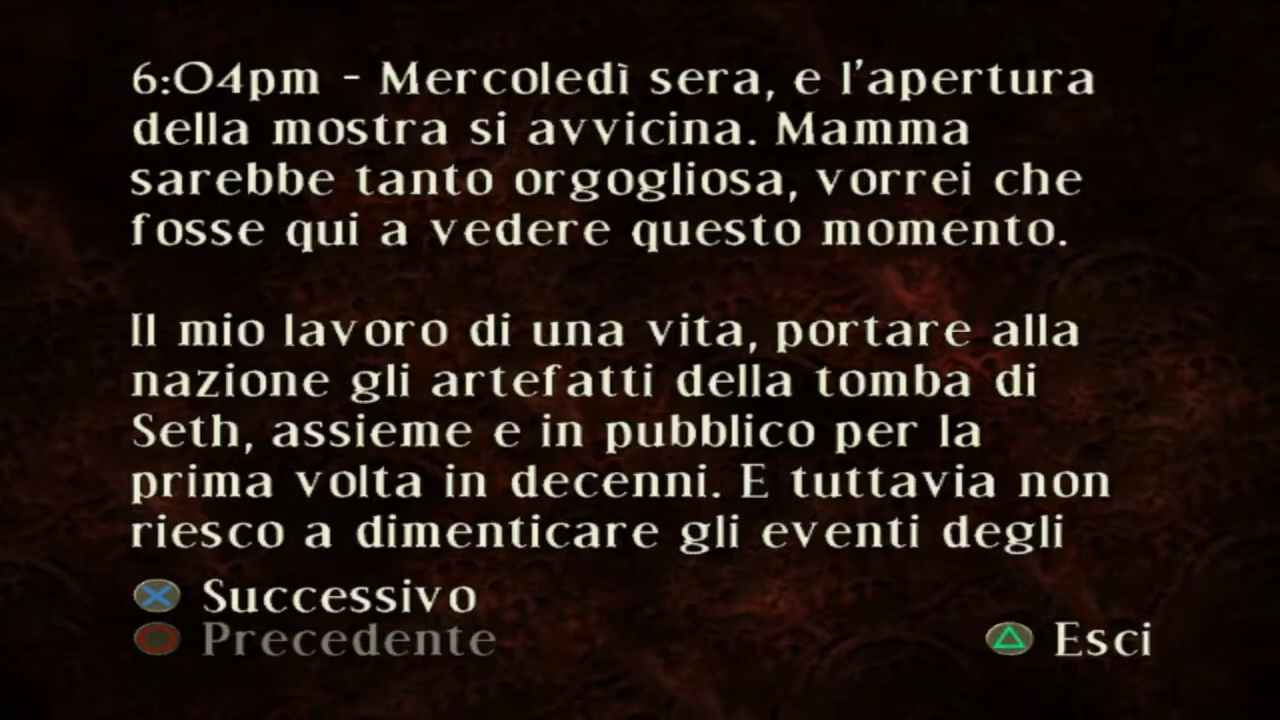 6:04pm - Mercoledì sera, e l'apertura
della mostra si avvicina. Mamma
sarebbe tanto orgogliosa, vorrei che
fosse qui a vedere questo momento.
Il mio lavoro di una vita, portare alla
nazione gli artefatti della tomba di
Seth, assieme e in pubblico per la
prima volta in decenni. E tuttavia non
riesco a dimenticare gli eventi degli
Successivo
Precedente
Esci